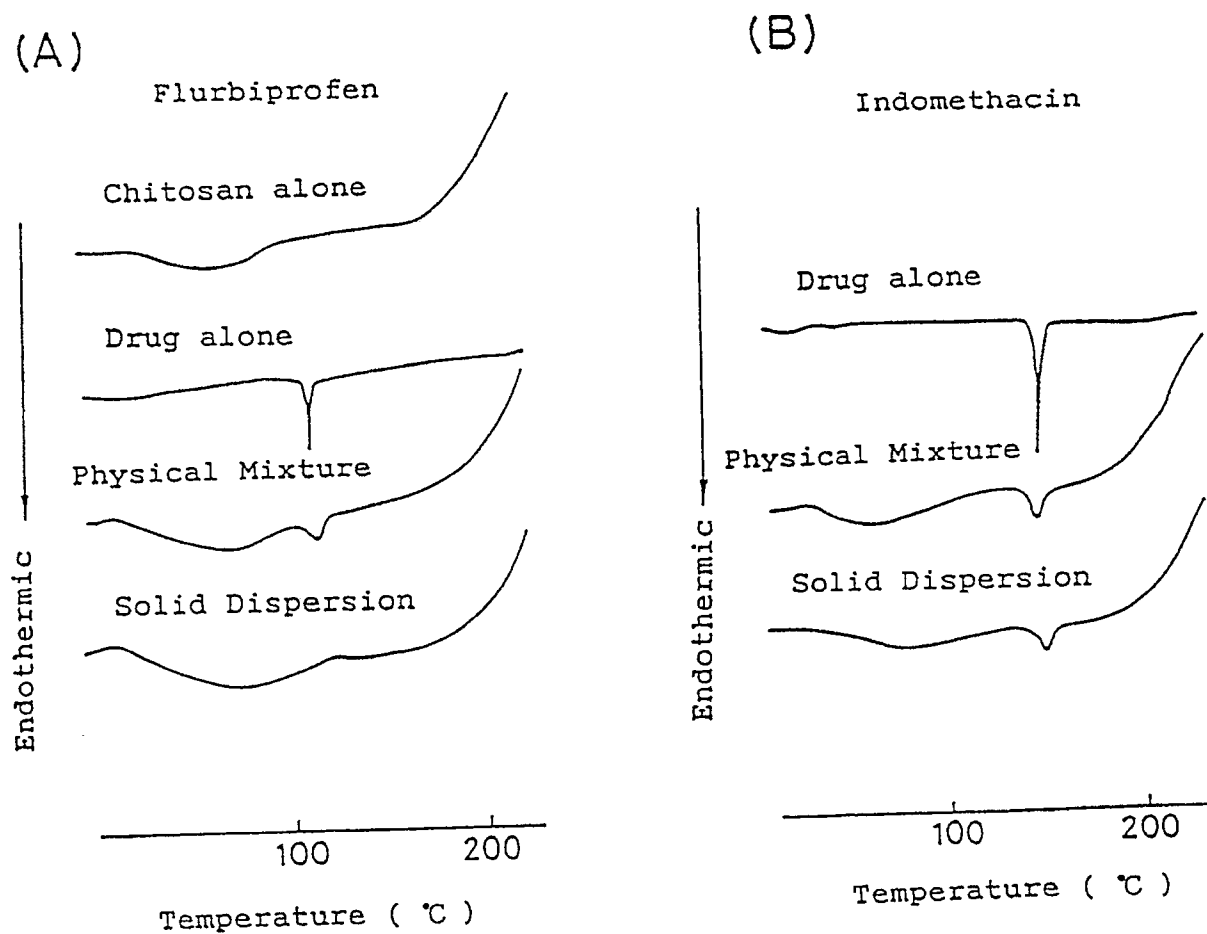 (A)
Flurbiprofen
Chitosan alone
Drug alone
Physical Mixture
Solid Dispersion
Endothermic
100
200
Temperature ( °C)
(B)
Indomethacin
Drug alone
Physical Mixture
Solid Dispersion
Endothermic
100
200
Temperature ( °C)